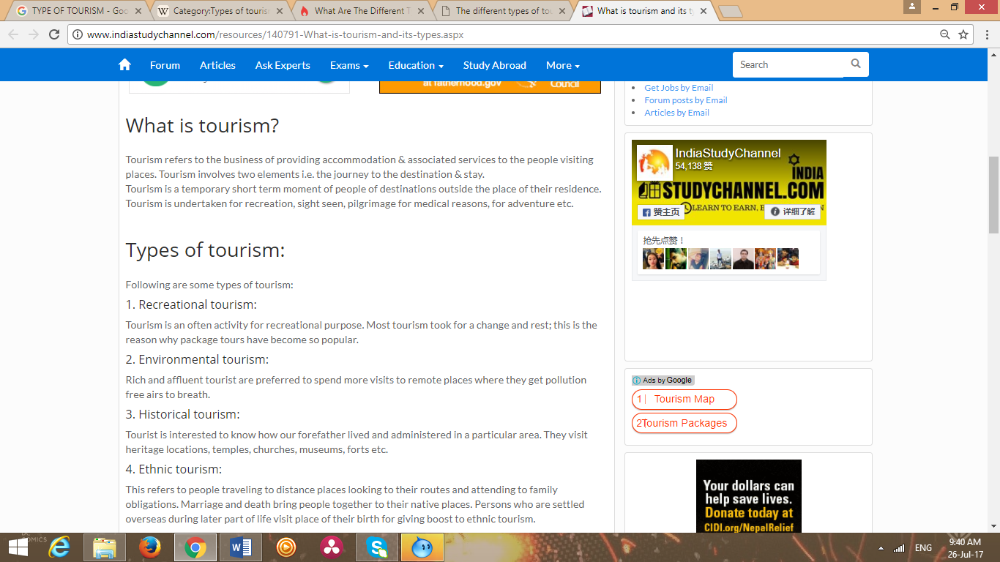 TYPE OF TOURISM - Goo
Category:Types of tourism
What Are The Different T
The different types of tou
What is tourism and its ty
www.indiastudychannel.com/resources/140791-What-is-tourism-and-its-types.aspx
Forum
Articles
Ask Experts
Exams
Education
Study Abroad
More
Search
at fatherhood.gov
Council
What is tourism?
Tourism refers to the business of providing accommodation & associated services to the people visiting
places. Tourism involves two elements i.e. the journey to the destination & stay.
Tourism is a temporary short term moment of people of destinations outside the place of their residence.
Tourism is undertaken for recreation, sight seen, pilgrimage for medical reasons, for adventure etc.
Types of tourism:
Following are some types of tourism:
1. Recreational tourism:
Tourism is an often activity for recreational purpose. Most tourism took for a change and rest; this is the
reason why package tours have become so popular.
2. Environmental tourism:
Rich and affluent tourist are preferred to spend more visits to remote places where they get pollution
free airs to breath.
3. Historical tourism:
Tourist is interested to know how our forefather lived and administered in a particular area. They visit
heritage locations, temples, churches, museums, forts etc.
4. Ethnic tourism:
This refers to people traveling to distance places looking to their routes and attending to family
obligations. Marriage and death bring people together to their native places. Persons who are settled
overseas during later part of life visit place of their birth for giving boost to ethnic tourism.
Get Jobs by Email
Forum posts by Email
Articles by Email
IndiaStudyChannel
54,138 赞
INDIA
STUDYCHANNEL.COM
LEARN TO EARN,
赞主页
详细了解
抢先点赞！
Ads by Google
1 Tourism Map
2Tourism Packages
Your dollars can
help save lives.
Donate today at
CIDI.org/NepalRelief
DC
COMICS
ENG
9:40 AM
26-Jul-17